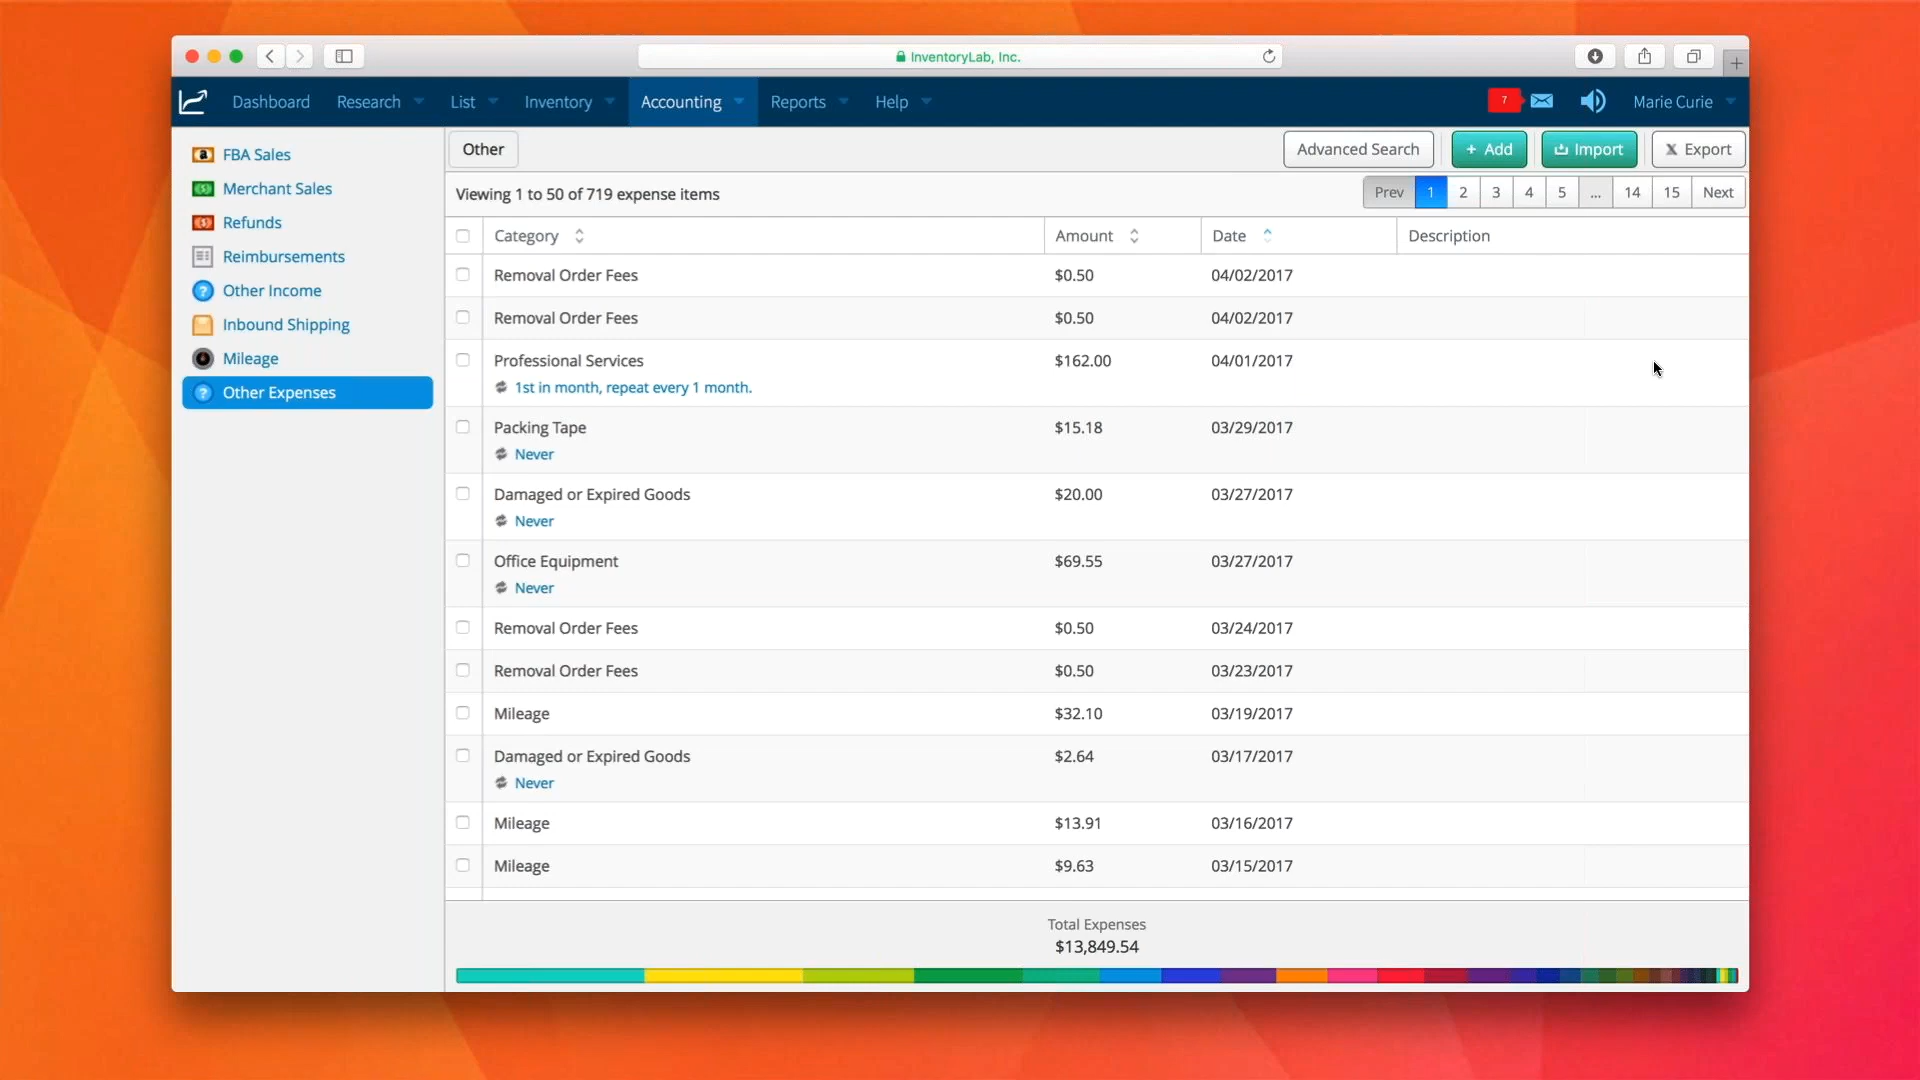 InventoryLab, Inc.
Dashboard Research List Inventory Accounting Reports Help 7 Marie Curie
FBA Sales
Merchant Sales
Refunds
Reimbursements
Other Income
Inbound Shipping
Mileage
Other Expenses
Other Advanced Search + Add Import Export
Viewing 1 to 50 of 719 expense items Prev 1 2 3 4 5 ... 14 15 Next
Category Amount Date Description
Removal Order Fees $0.50 04/02/2017
Removal Order Fees $0.50 04/02/2017
Professional Services $162.00 04/01/2017
1st in month, repeat every 1 month.
Packing Tape $15.18 03/29/2017
Never
Damaged or Expired Goods $20.00 03/27/2017
Never
Office Equipment $69.55 03/27/2017
Never
Removal Order Fees $0.50 03/24/2017
Removal Order Fees $0.50 03/23/2017
Mileage $32.10 03/19/2017
Damaged or Expired Goods $2.64 03/17/2017
Never
Mileage $13.91 03/16/2017
Mileage $9.63 03/15/2017
Total Expenses
$13,849.54